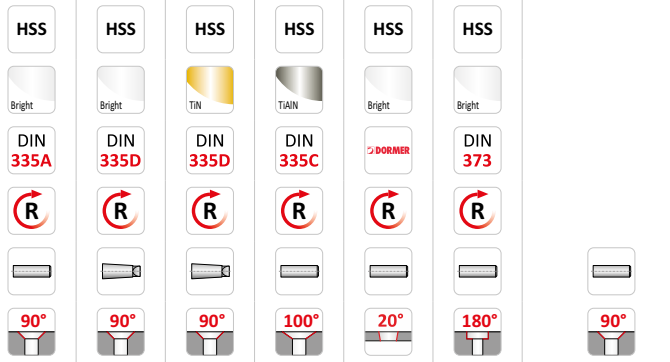 HSS HSS HSS HSS HSS HSS
Bright Bright TiN TiAlN Bright Bright
DIN DIN DIN DIN DIN
335A 335D 335D 335C DORMER 373
R R R R R R
90° 90° 90° 100° 20° 180° 90°